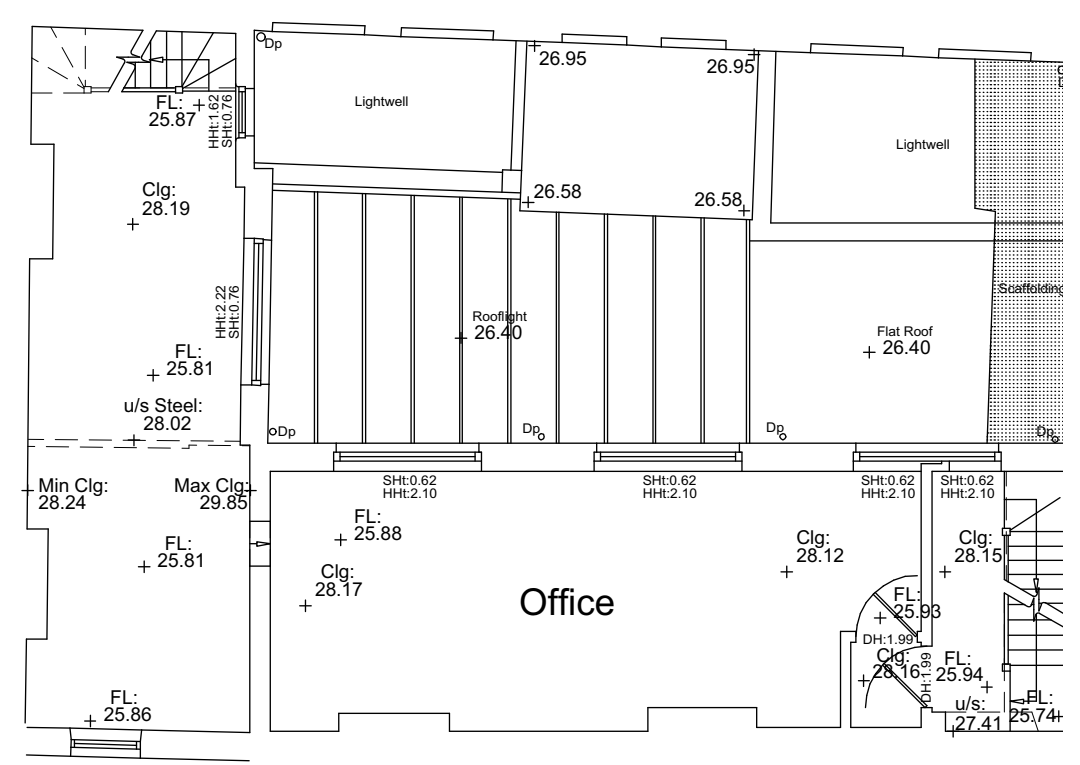 Dp
26.95
26.95
Lightwell
FL:
25.87
HHt:1.62
SHt:0.76
Lightwell
Clg:
28.19
26.58
26.58
HHt:2.22
SHt:0.76
Scaffolding
Rooflight
26.40
Flat Roof
26.40
FL:
25.81
u/s Steel:
28.02
Dp
Dp
Dp
Dp
Min Clg:
28.24
Max Clg:
29.85
SHt:0.62
HHt:2.10
SHt:0.62
HHt:2.10
SHt:0.62
HHt:2.10
SHt:0.62
HHt:2.10
FL:
25.88
FL:
25.81
Clg:
28.12
Clg:
28.15
Clg:
28.17
Office
FL:
25.93
DH:1.99
Clg:
28.16
DH:1.99
FL:
25.94
FL:
25.86
u/s:
27.41
FL:
25.74